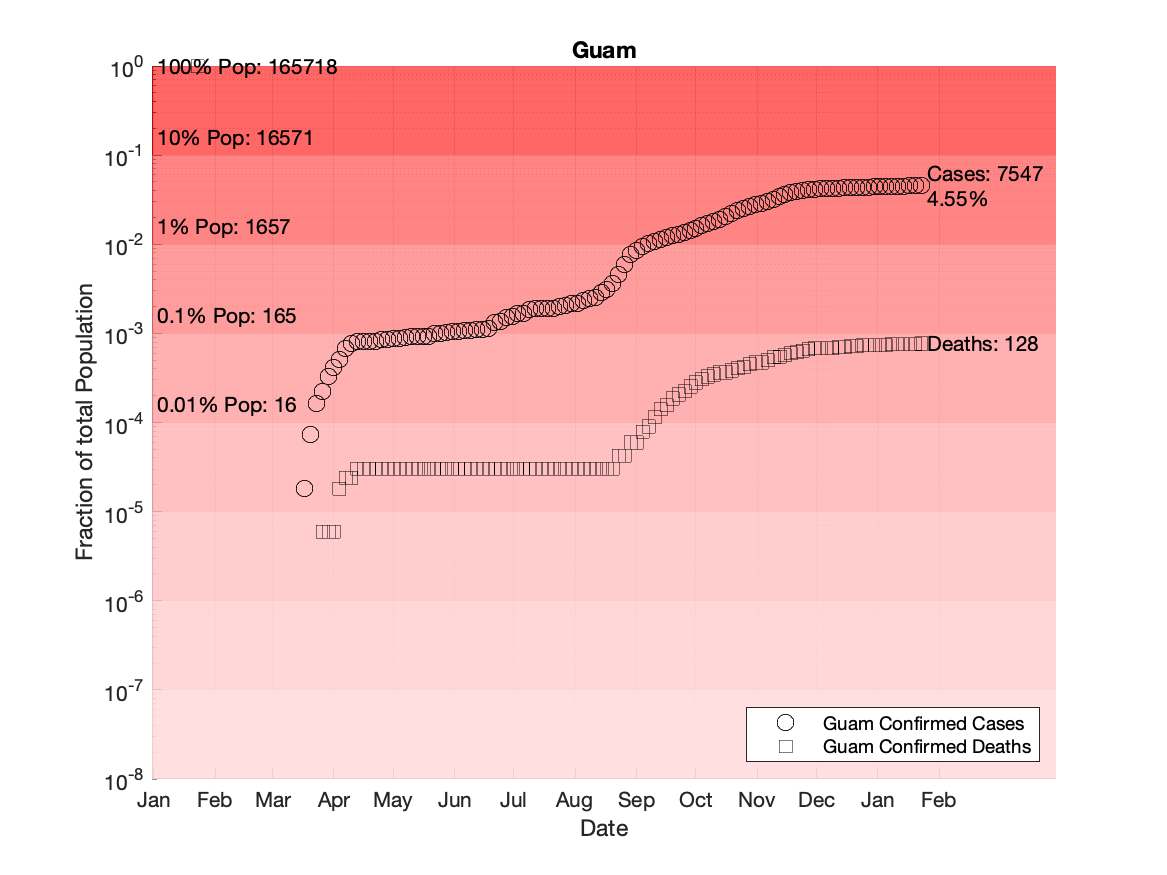 Guam
10^0
100% Pop: 165718
10% Pop: 16571
10^-1
Cases: 7547
4.55%
1% Pop: 1657
10^-2
0.1% Pop: 165
10^-3
Deaths: 128
0.01% Pop: 16
10^-4
10^-5
10^-6
10^-7
10^-8
Fraction of total Population
Guam Confirmed Cases
Guam Confirmed Deaths
Jan Feb Mar Apr May Jun Jul Aug Sep Oct Nov Dec Jan Feb
Date